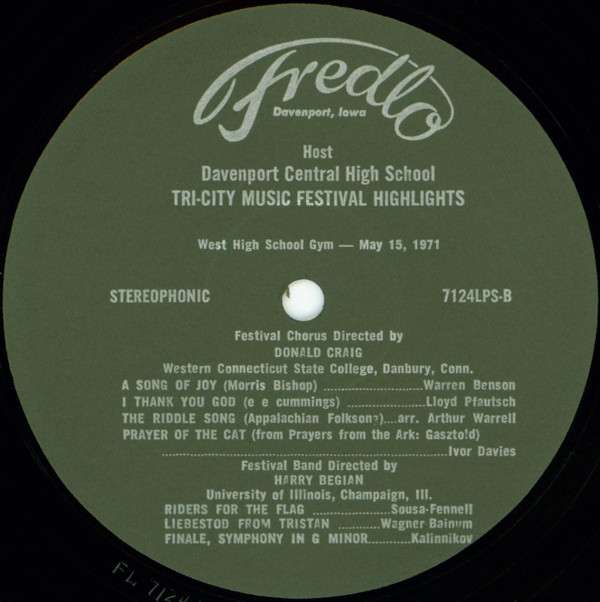 Fredlo
Davenport, Iowa
Host
Davenport Central High School
TRI-CITY MUSIC FESTIVAL HIGHLIGHTS
West High School Gym — May 15, 1971
STEREOPHONIC 7124LPS-B
Festival Chorus Directed by
DONALD CRAIG
Western Connecticut State College, Danbury, Conn.
A SONG OF JOY (Morris Bishop) ........................Warren Benson
I THANK YOU GOD (e e cummings) ...................Lloyd Pfautsch
THE RIDDLE SONG (Appalachian Folksong)....arr. Arthur Warrell
PRAYER OF THE CAT (from Prayers from the Ark: Gasztold)
......................................................................Ivor Davies
Festival Band Directed by
HARRY BEGIAN
University of Illinois, Champaign, Ill.
RIDERS FOR THE FLAG ...................Sousa-Fennell
LIEBESTOD FROM TRISTAN ..........Wagner-Bainum
FINALE, SYMPHONY IN G MINOR..........Kalinnikov
FL 7124